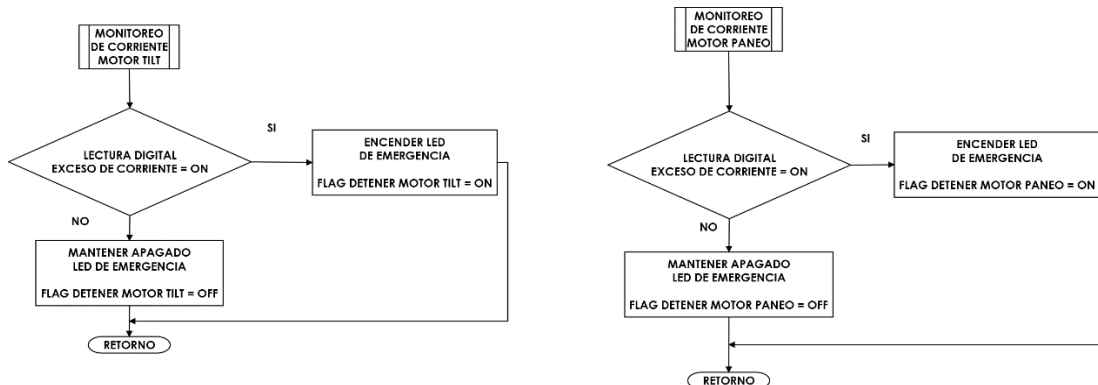 MONITOREO
DE CORRIENTE
MOTOR TILT
LECTURA DIGITAL
EXCESO DE CORRIENTE = ON
SI
ENCENDER LED
DE EMERGENCIA
FLAG DETENER MOTOR TILT = ON
NO
MANTENER APAGADO
LED DE EMERGENCIA
FLAG DETENER MOTOR TILT = OFF
RETORNO
MONITOREO
DE CORRIENTE
MOTOR PANEO
LECTURA DIGITAL
EXCESO DE CORRIENTE = ON
SI
ENCENDER LED
DE EMERGENCIA
FLAG DETENER MOTOR PANEO = ON
NO
MANTENER APAGADO
LED DE EMERGENCIA
FLAG DETENER MOTOR PANEO = OFF
RETORNO